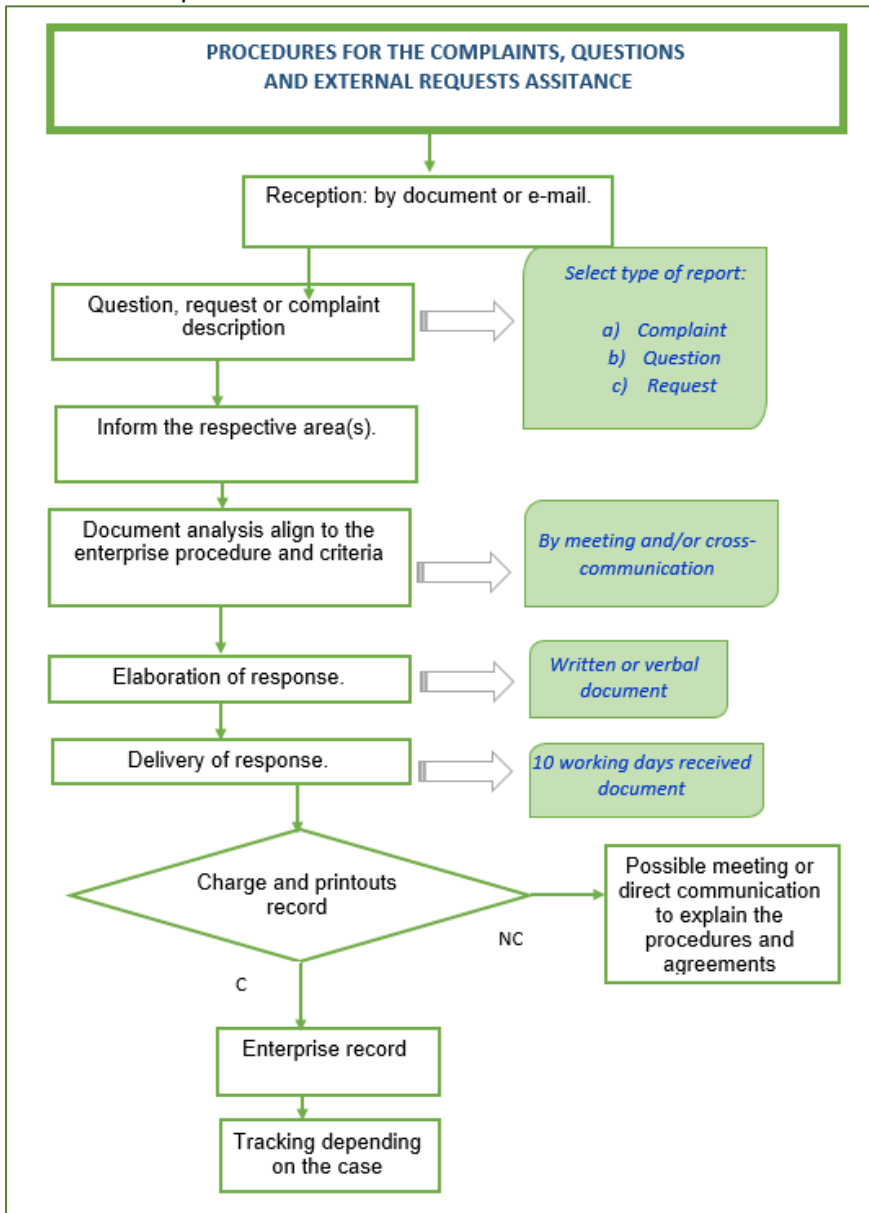 PROCEDURES FOR THE COMPLAINTS, QUESTIONS
AND EXTERNAL REQUESTS ASSITANCE
Reception: by document or e-mail.
Question, request or complaint
description
Select type of report:
a) Complaint
b) Question
c) Request
Inform the respective area(s).
Document analysis align to the
enterprise procedure and criteria
By meeting and/or cross-
communication
Elaboration of response.
Written or verbal
document
Delivery of response.
10 working days received
document
Charge and printouts
record
NC
Possible meeting or
direct communication
to explain the
procedures and
agreements
C
Enterprise record
Tracking depending
on the case